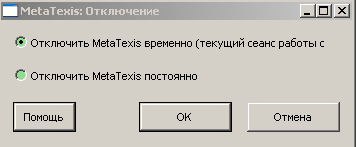 MetaTexis: Отключение
Отключить MetaTexis временно (текущий сеанс работы с
Отключить MetaTexis постоянно
Помощь OK Отмена